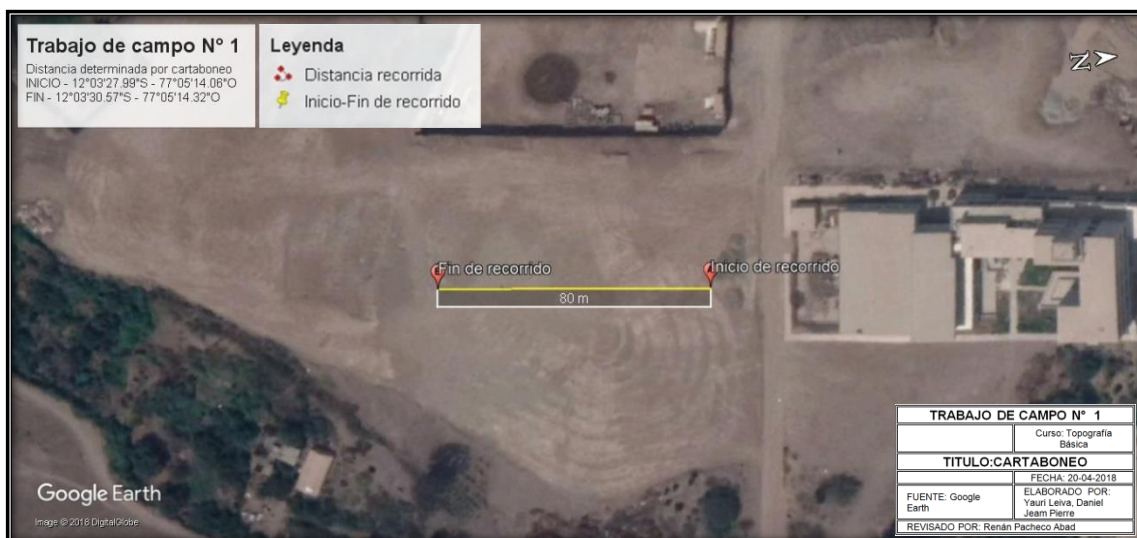 Trabajo de campo N° 1
Distancia determinada por cartaboneo
INICIO - 12°03'27.99"S - 77°05'14.06"O
FIN - 12°03'30.57"S - 77°05'14.32"O
Leyenda
Distancia recorrida
Inicio-Fin de recorrido
N
Fin de recorrido
Inicio de recorrido
80 m
TRABAJO DE CAMPO N° 1
Curso: Topografía
Básica
TITULO:CARTABONEO
FECHA: 20-04-2018
FUENTE: Google
Earth
ELABORADO POR:
Yauri Leiva, Daniel
Jeam Pierre
REVISADO POR: Renán Pacheco Abad
Google Earth
Image © 2018 DigitalGlobe